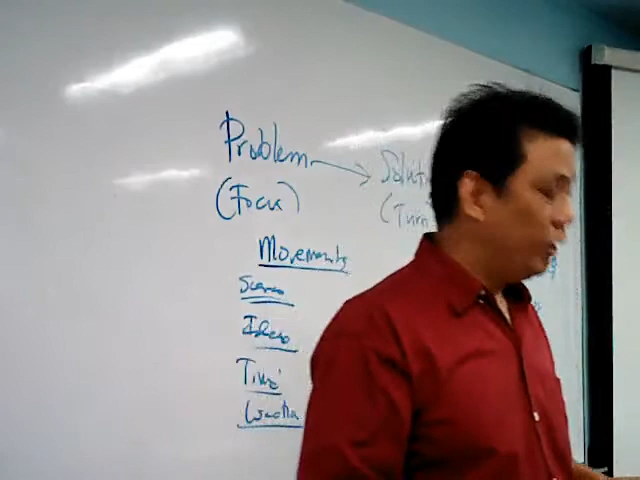 Problem → Solut
(Focus) (Turn
Movements
Scenes
Ideas
Time
Location